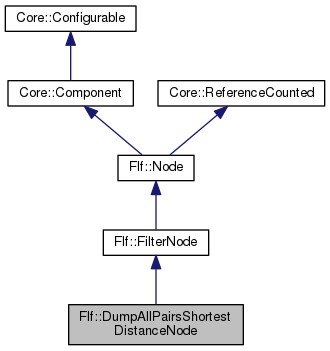 Core::Configurable
Core::Component
Core::ReferenceCounted
Flf::Node
Flf::FilterNode
Flf::DumpAllPairsShortest
DistanceNode